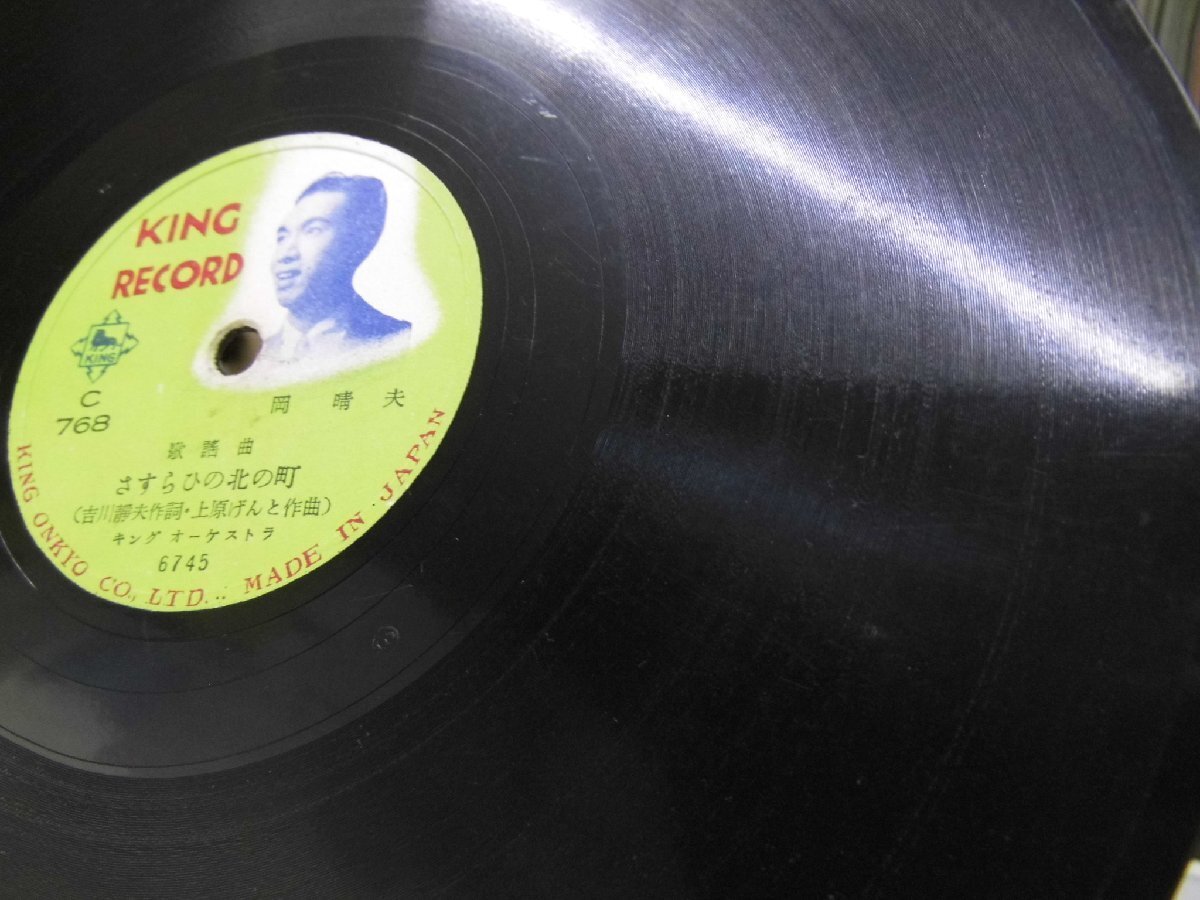 KING
RECORD
KING
C
768
岡 晴 夫
歌 謡 曲
さすらひの北の町
(吉川靜夫作詞・上原げんと作曲)
キング オーケストラ
6745
KING ONKYO CO., LTD... MADE IN JAPAN